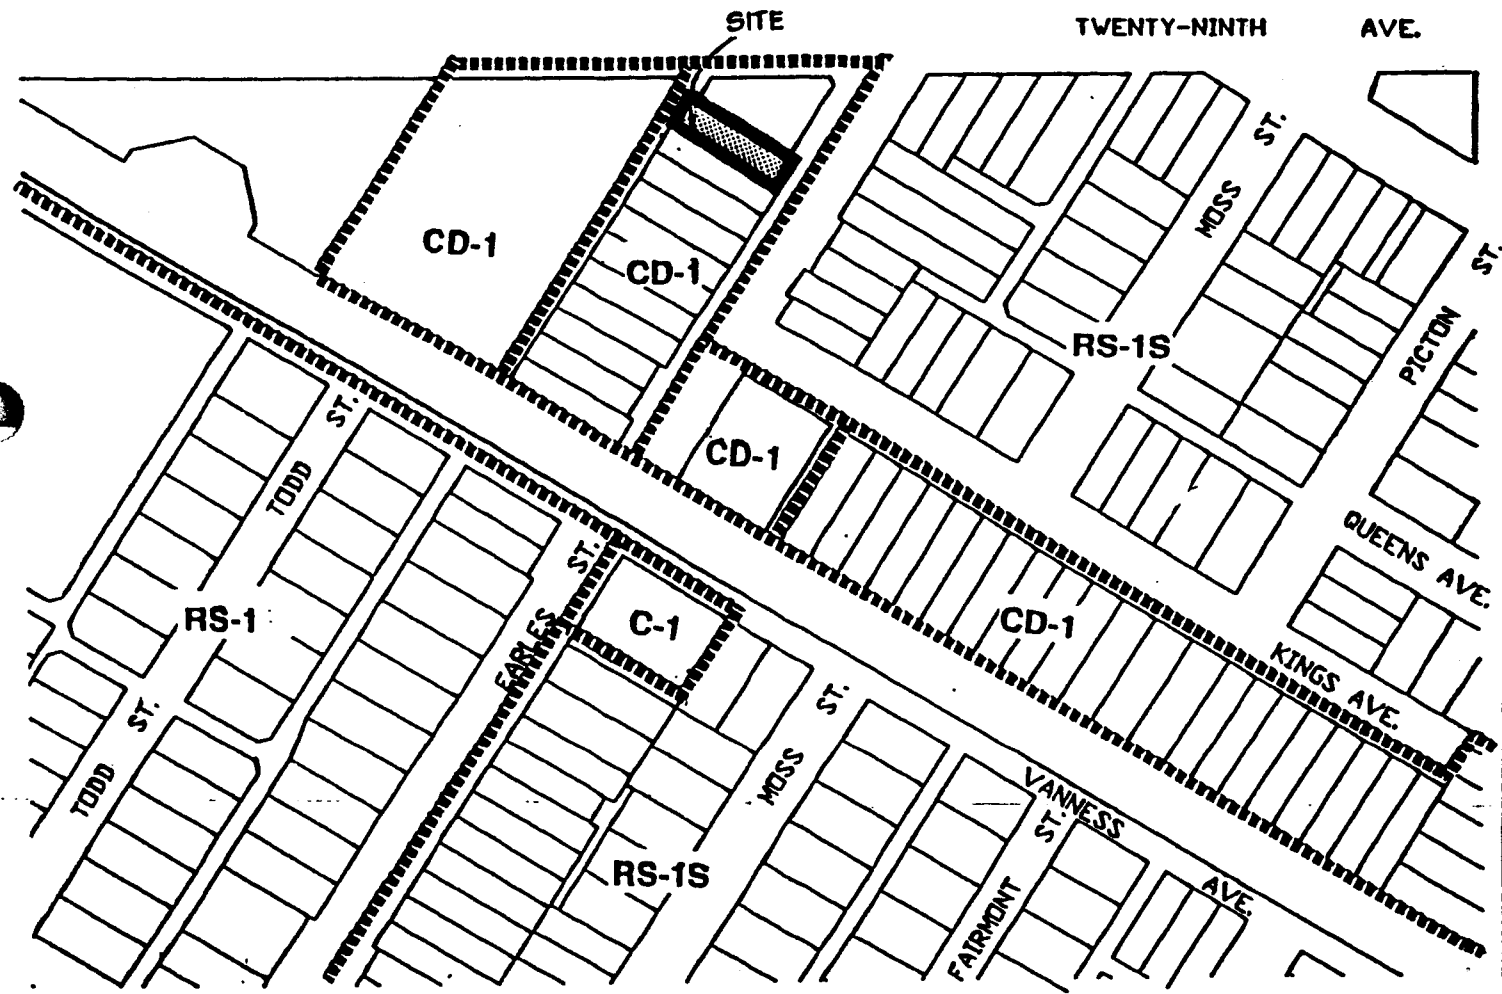 SITE
TWENTY-NINTH AVE.
MOSS ST.
PICTON ST.
CD-1
CD-1
RS-1S
CD-1
TODD ST.
QUEENS AVE.
EARLES ST.
RS-1
C-1
CD-1
KINGS AVE.
TODD ST.
MOSS ST.
VANNESS AVE.
RS-1S
FAIRMONT ST.